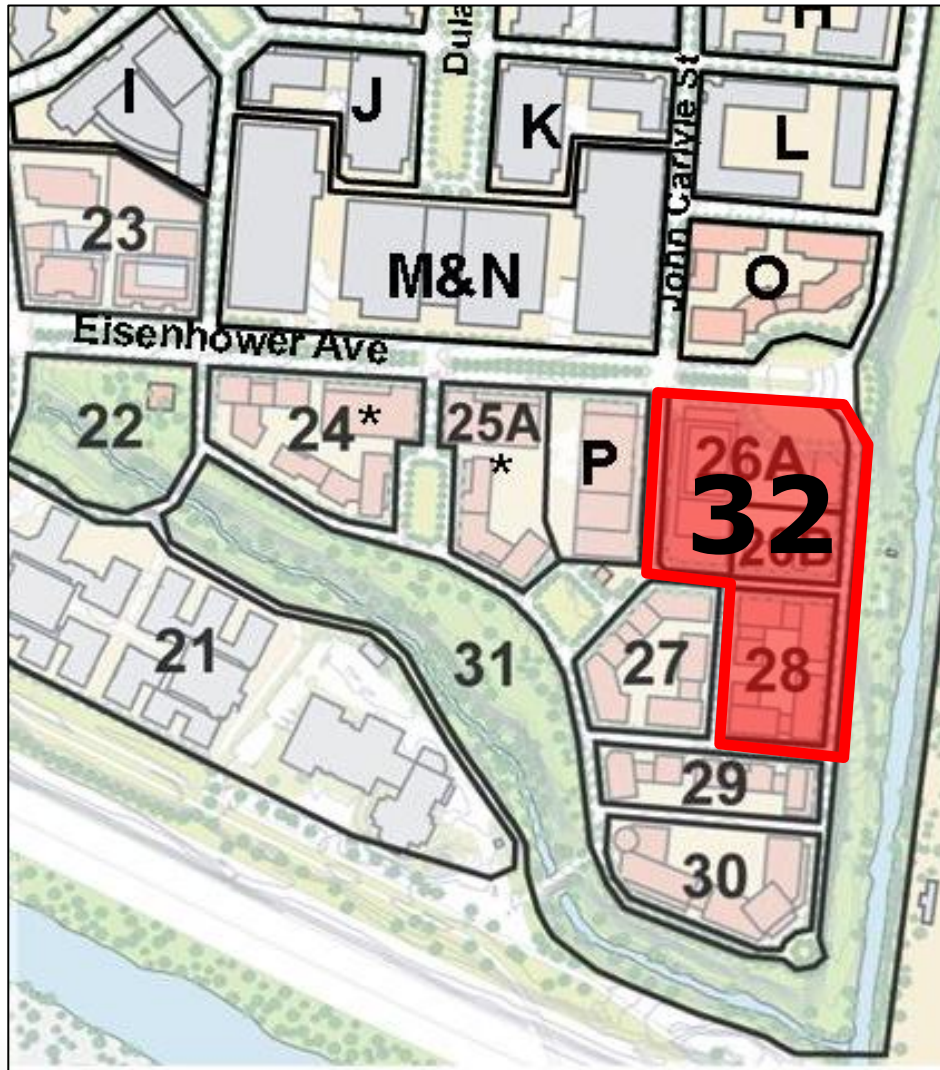 Dula
H
I
J
K
John Carlyle St
L
23
M&N
O
Eisenhower Ave
22
24*
25A
*
P
26A
32
26B
21
31
27
28
29
30